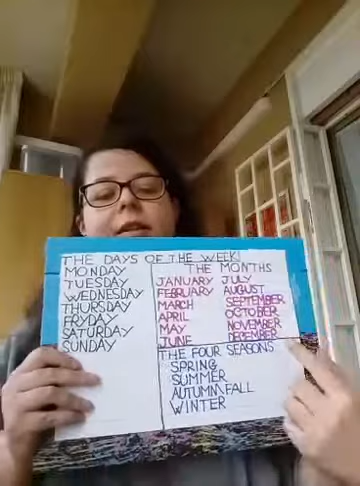 THE DAYS OF THE WEEK!
MONDAY
TUESDAY
WEDNESDAY
THURSDAY
FRYDAY
SATURDAY
SUNDAY
THE MONTHS
JANUARY JULY
FEBRUARY AUGUST
MARCH SEPTEMBER
APRIL OCTOBER
MAY NOVEMBER
JUNE DECEMBER
THE FOUR SEASONS
SPRING
SUMMER
AUTUMN\FALL
WINTER